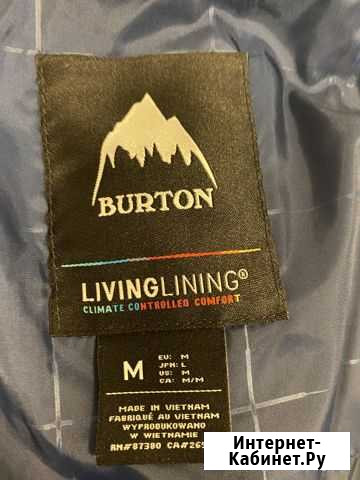 BURTON
LIVINGLINING®
CLIMATE CONTROLLED COMFORT
M
EU: M
JPN: L
US: M
CA: M/M
MADE IN VIETNAM
FABRIQUÉ AU VIETNAM
WYPRODUKOWANO
W WIETNAMIE
RN#87380 CA#265
Интернет-
Кабинет.Ру